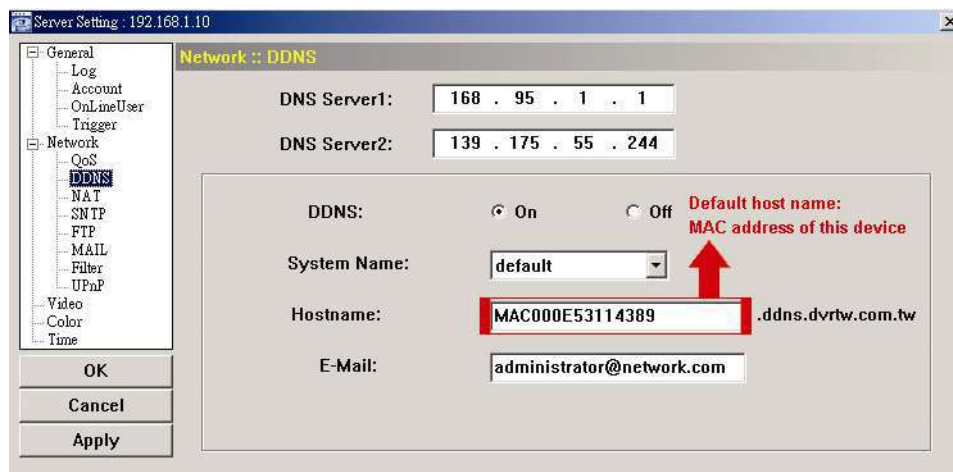 Server Setting : 192.168.1.10
General
Log
Account
OnLineUser
Trigger
Network
QoS
DDNS
NAT
SNTP
FTP
MAIL
Filter
UPnP
Video
Color
Time
OK
Cancel
Apply
Network :: DDNS
DNS Server1: 168 . 95 . 1 . 1
DNS Server2: 139 . 175 . 55 . 244
DDNS: On Off
Default host name:
MAC address of this device
System Name: default
Hostname: MAC000E53114389 .ddns.dvrtw.com.tw
E-Mail: administrator@network.com